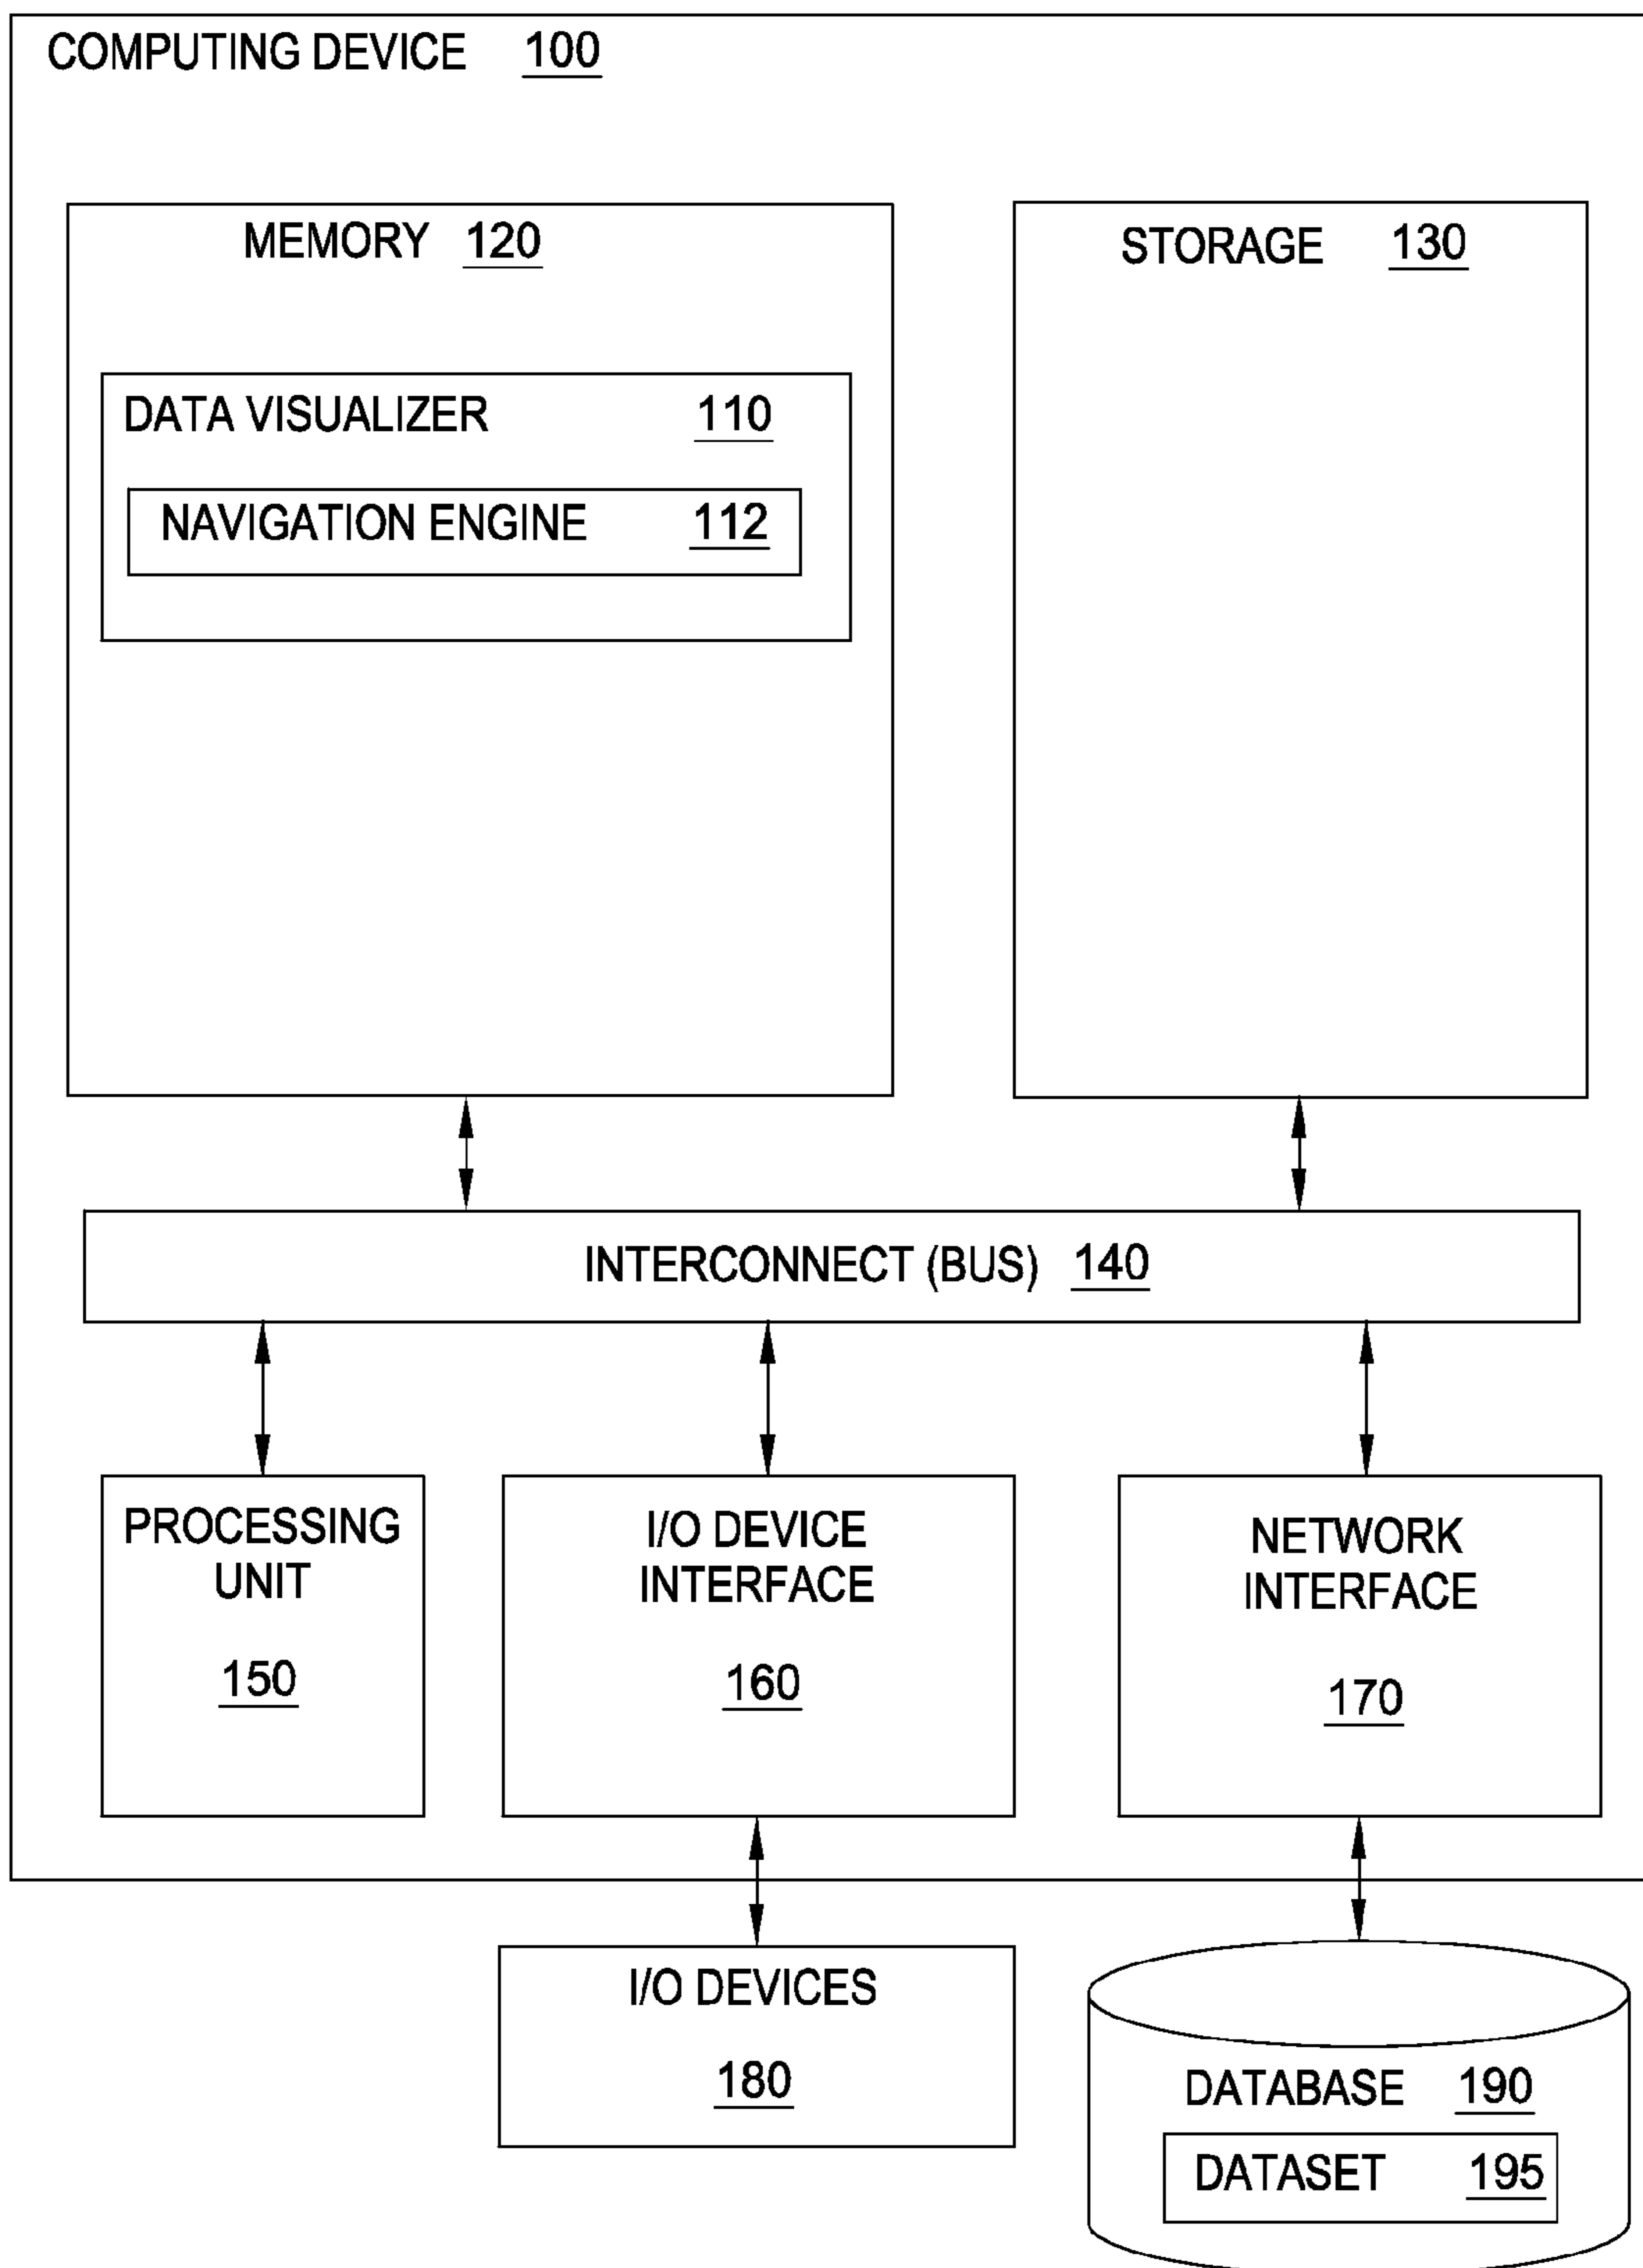 COMPUTING DEVICE 100
MEMORY 120
STORAGE 130
DATA VISUALIZER 110
NAVIGATION ENGINE 112
INTERCONNECT (BUS) 140
PROCESSING
UNIT
150
I/O DEVICE
INTERFACE
160
NETWORK
INTERFACE
170
I/O DEVICES
180
DATABASE 190
DATASET 195